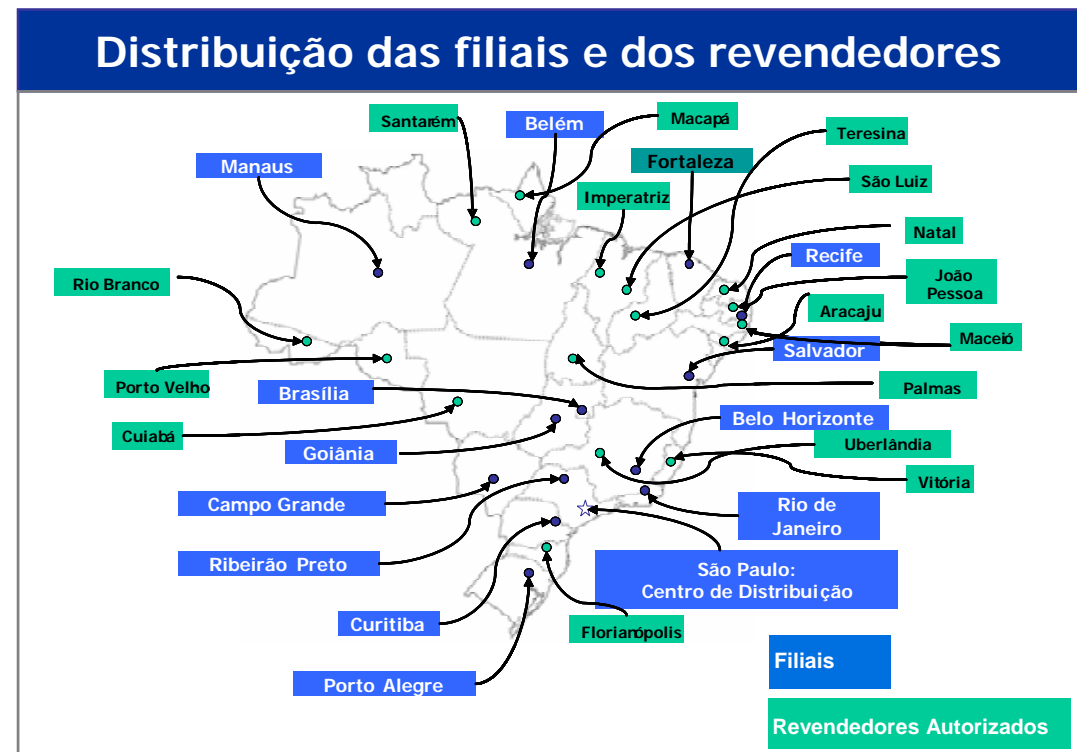 Distribuição das filiais e dos revendedores
Santarém
Belém
Macapá
Teresina
Manaus
Fortaleza
São Luiz
Imperatriz
Natal
Recife
Rio Branco
João
Pessoa
Aracaju
Maceió
Salvador
Porto Velho
Brasília
Palmas
Belo Horizonte
Cuiabá
Goiânia
Uberlândia
Vitória
Campo Grande
Rio de
Janeiro
Ribeirão Preto
São Paulo:
Centro de Distribuição
Curitiba
Florianópolis
Filiais
Porto Alegre
Revendedores Autorizados